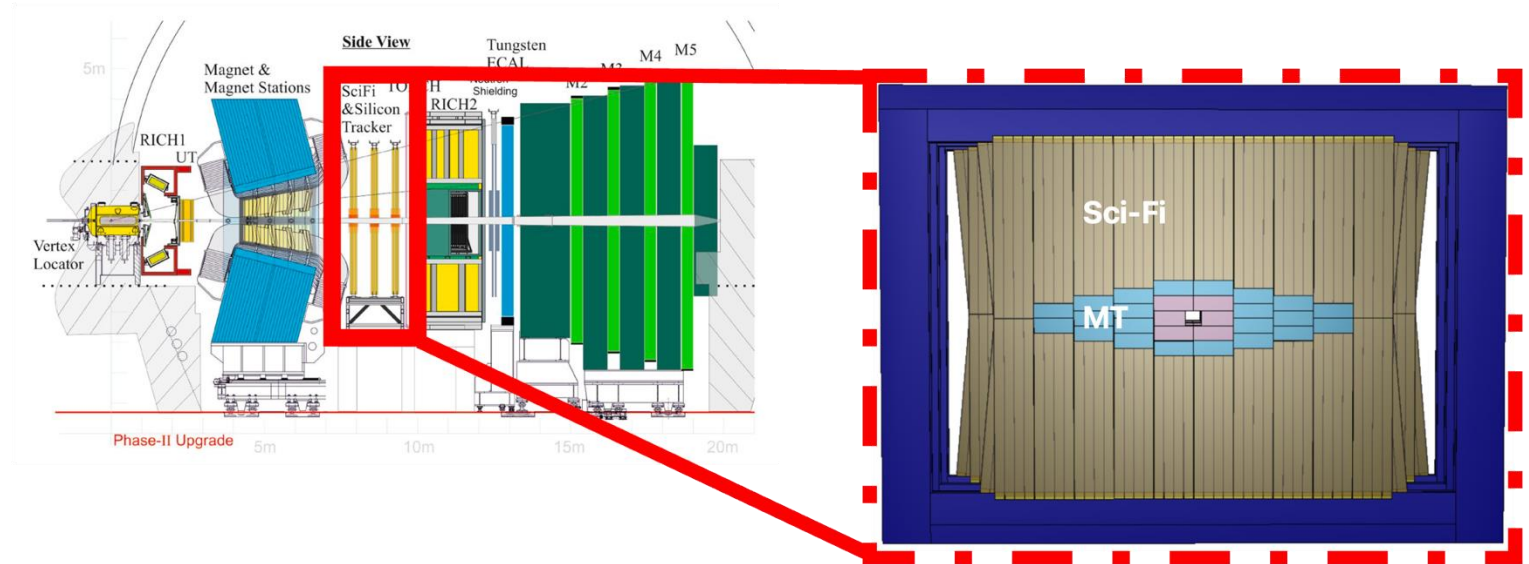 Side View
5m
Magnet &
Magnet Stations
RICH1
UT
Vertex
Locator
SciFi
&Silicon
Tracker
RICH2
Tungsten
ECAL
Shielding
M2
M3
M4
M5
Phase-II Upgrade
5m
10m
15m
20m
Sci-Fi
MT